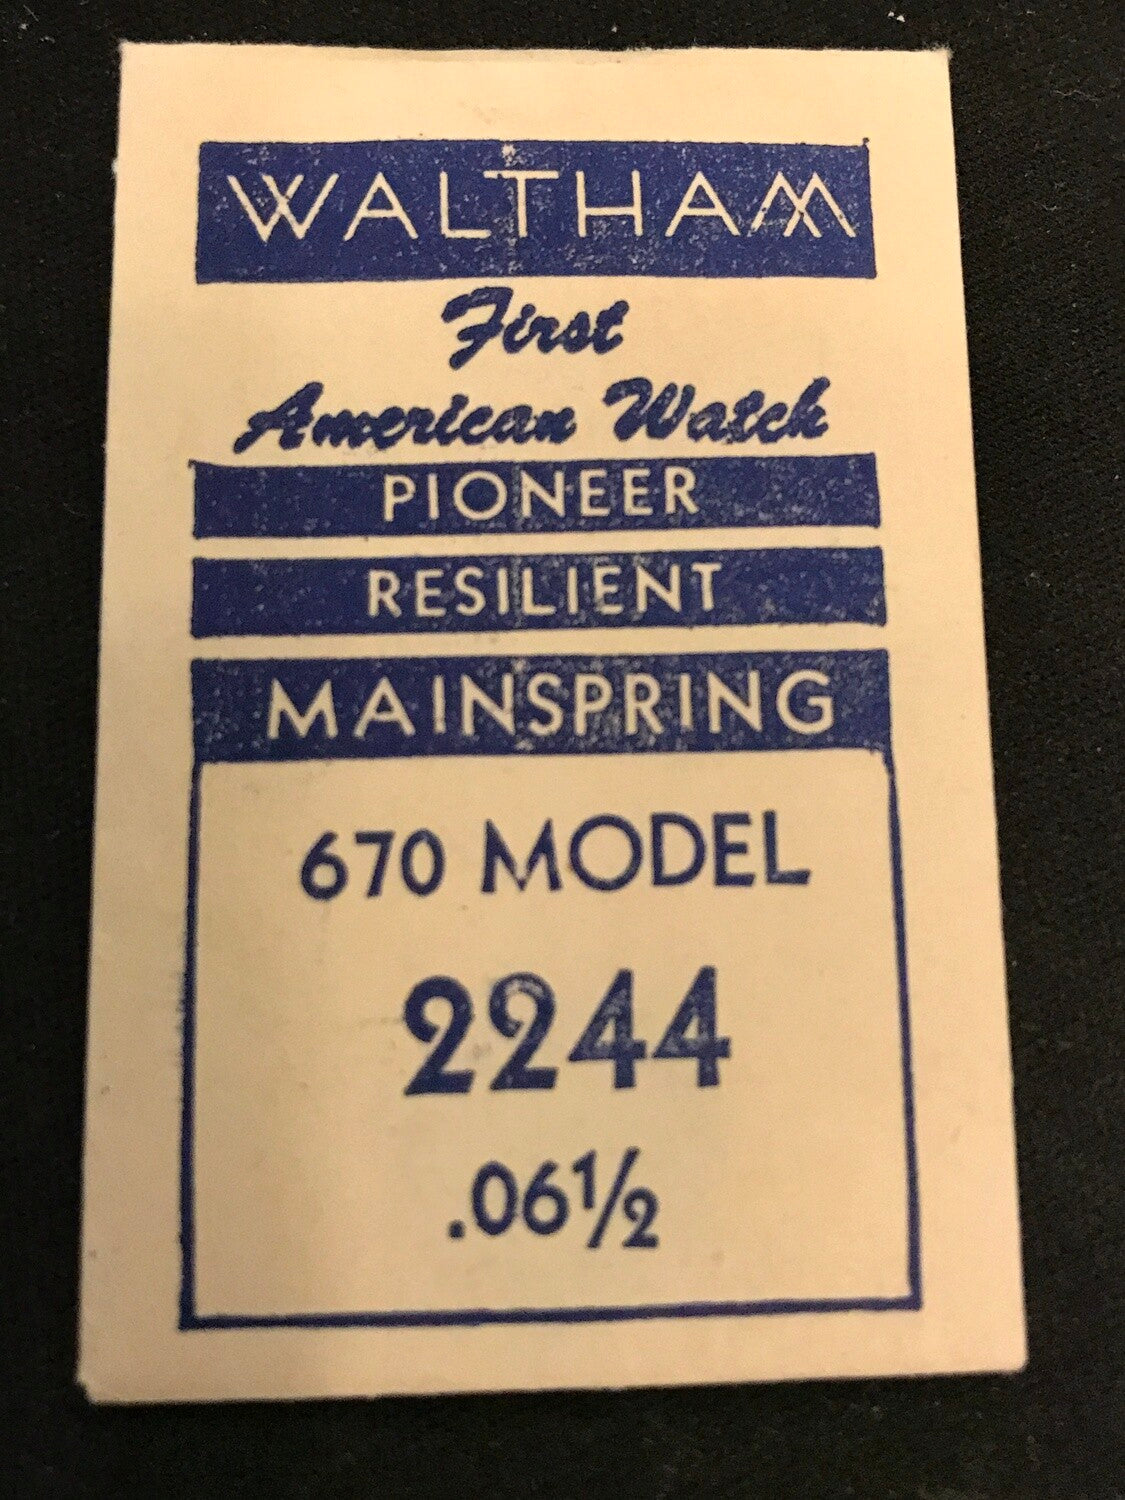 WALTHAM
First
American Watch
PIONEER
RESILIENT
MAINSPRING
670 MODEL
2244
.06½